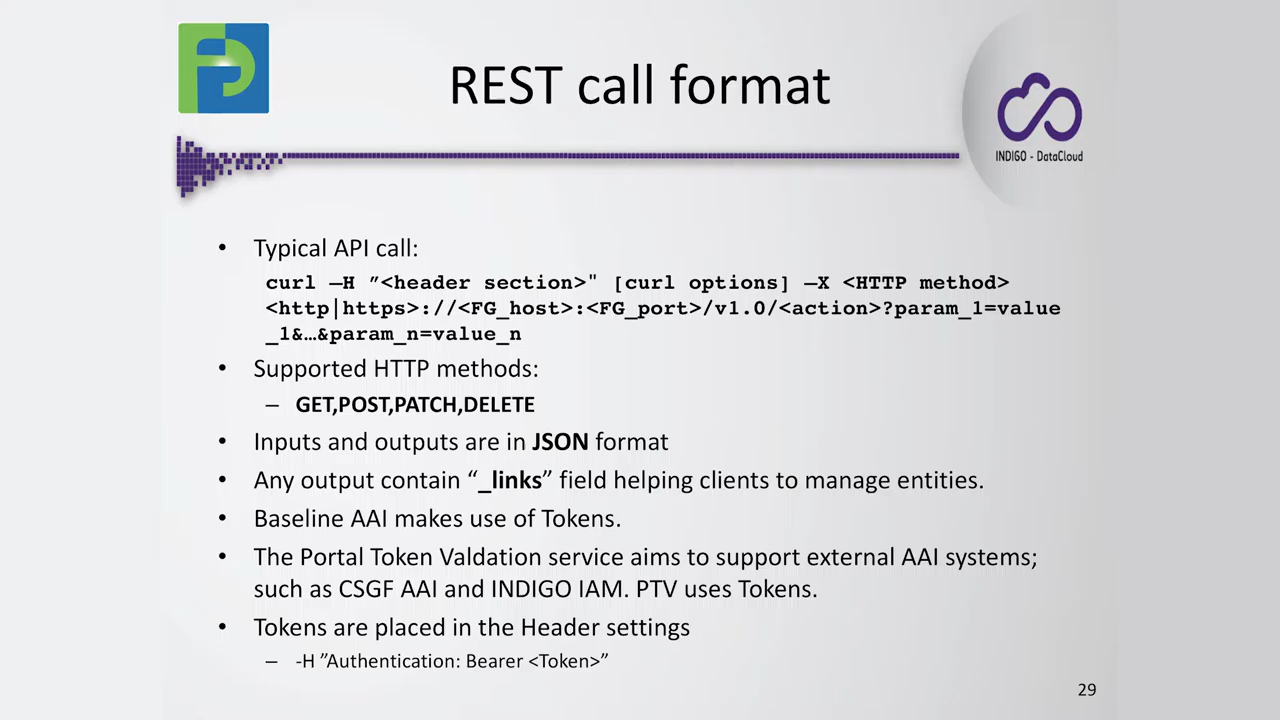 REST call format
INDIGO - DataCloud
• Typical API call:
curl –H ”<header section>" [curl options] –X <HTTP method>
<http|https>://<FG_host>:<FG_port>/v1.0/<action>?param_1=value
_1&…&param_n=value_n
• Supported HTTP methods:
– GET,POST,PATCH,DELETE
• Inputs and outputs are in JSON format
• Any output contain “_links” field helping clients to manage entities.
• Baseline AAI makes use of Tokens.
• The Portal Token Valdation service aims to support external AAI systems;
such as CSGF AAI and INDIGO IAM. PTV uses Tokens.
• Tokens are placed in the Header settings
– -H ”Authentication: Bearer <Token>”
29